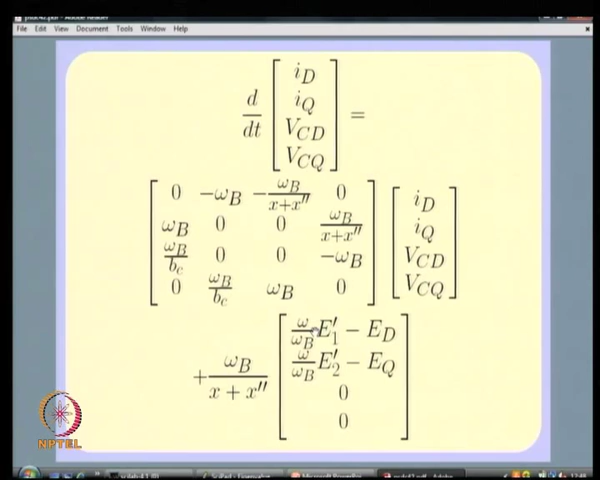 File Edit View Document Tools Window Help
d/dt [ i_D i_Q V_CD V_CQ ] =
[ 0 −ω_B −ω_B/(x+x″) 0
ω_B 0 0 ω_B/(x+x″)
ω_B/b_c 0 0 −ω_B
0 ω_B/b_c ω_B 0 ] [ i_D i_Q V_CD V_CQ ]
+ ω_B/(x + x″) [ ω/ω_B E′_1 − E_D
ω/ω_B E′_2 − E_Q
0
0 ]
NPTEL